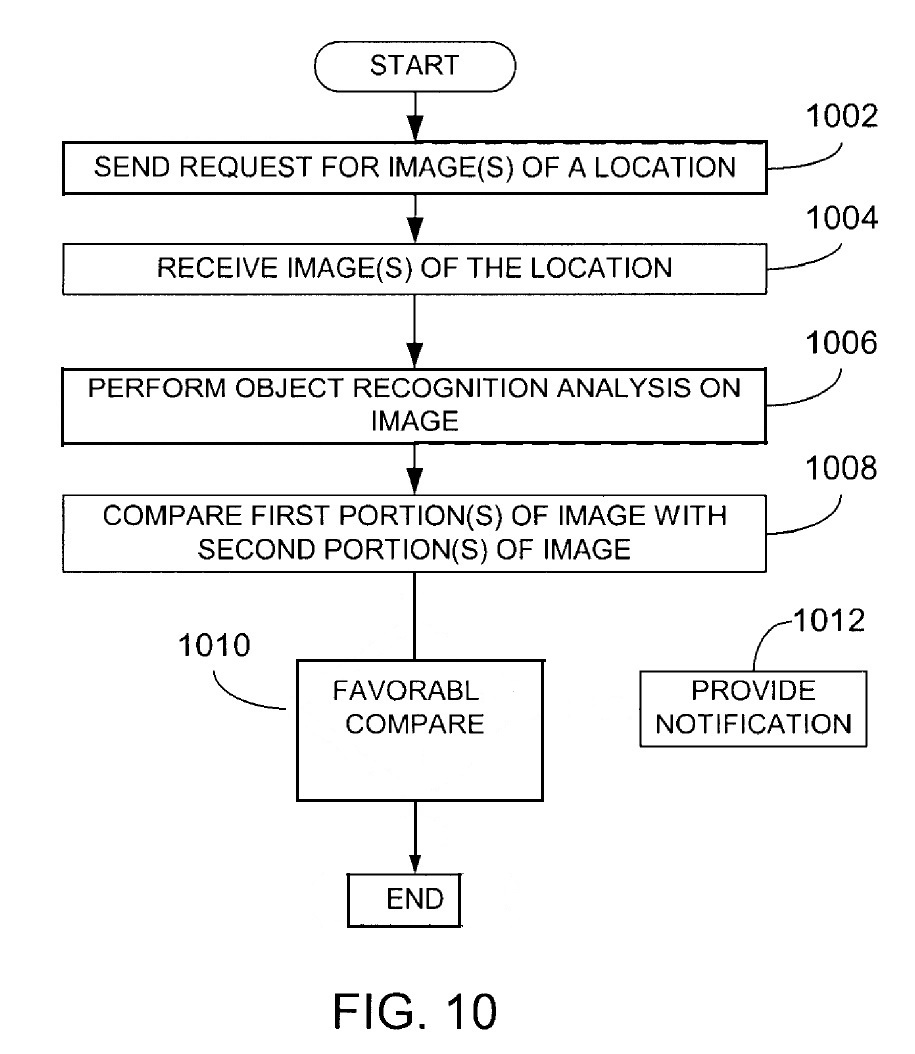 START
1002
SEND REQUEST FOR IMAGE(S) OF A LOCATION
1004
RECEIVE IMAGE(S) OF THE LOCATION
1006
PERFORM OBJECT RECOGNITION ANALYSIS ON
IMAGE
1008
COMPARE FIRST PORTION(S) OF IMAGE WITH
SECOND PORTION(S) OF IMAGE
1010
FAVORABL
COMPARE
1012
PROVIDE
NOTIFICATION
END
FIG. 10